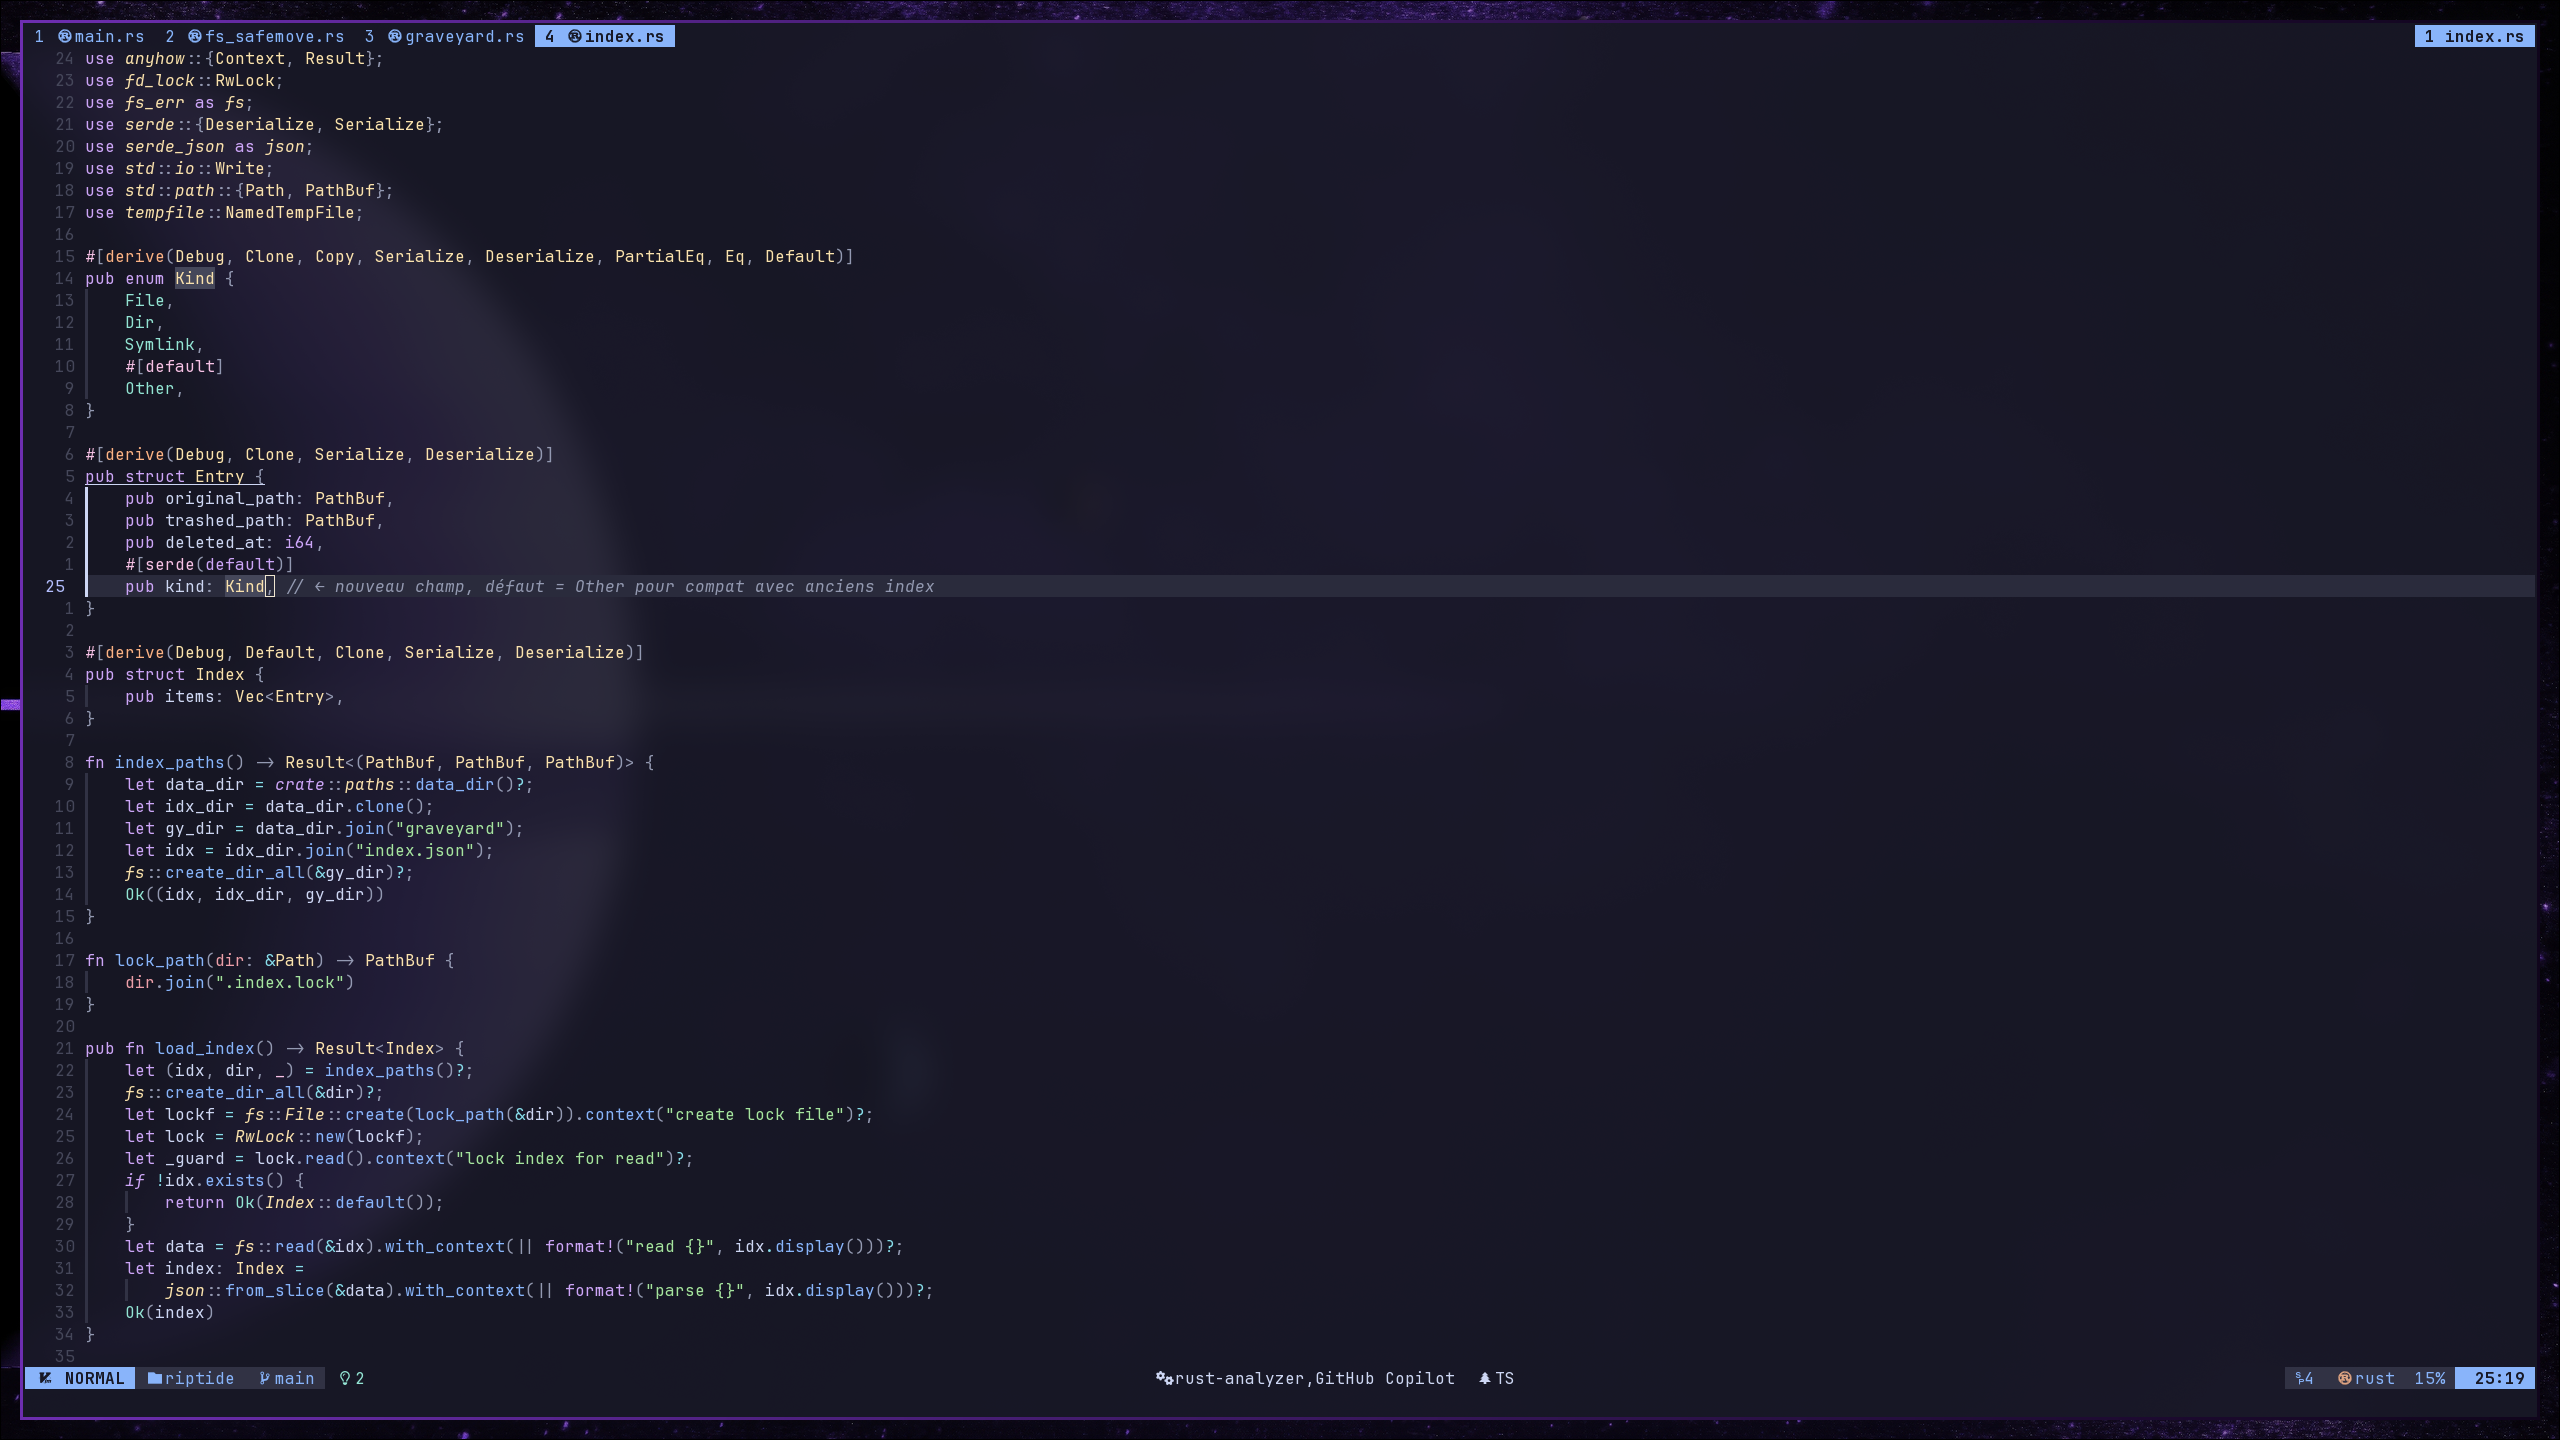 1 main.rs 2 fs_safemove.rs 3 graveyard.rs 4 index.rs 1 index.rs
24 use anyhow::{Context, Result};
23 use fd_lock::RwLock;
22 use fs_err as fs;
21 use serde::{Deserialize, Serialize};
20 use serde_json as json;
19 use std::io::Write;
18 use std::path::{Path, PathBuf};
17 use tempfile::NamedTempFile;
16
15 #[derive(Debug, Clone, Copy, Serialize, Deserialize, PartialEq, Eq, Default)]
14 pub enum Kind {
13     File,
12     Dir,
11     Symlink,
10     #[default]
9     Other,
8 }
7
6 #[derive(Debug, Clone, Serialize, Deserialize)]
5 pub struct Entry {
4     pub original_path: PathBuf,
3     pub trashed_path: PathBuf,
2     pub deleted_at: i64,
1     #[serde(default)]
25     pub kind: Kind, // ← nouveau champ, défaut = Other pour compat avec anciens index
1 }
2
3 #[derive(Debug, Default, Clone, Serialize, Deserialize)]
4 pub struct Index {
5     pub items: Vec<Entry>,
6 }
7
8 fn index_paths() -> Result<(PathBuf, PathBuf, PathBuf)> {
9     let data_dir = crate::paths::data_dir()?;
10     let idx_dir = data_dir.clone();
11     let gy_dir = data_dir.join("graveyard");
12     let idx = idx_dir.join("index.json");
13     fs::create_dir_all(&gy_dir)?;
14     Ok((idx, idx_dir, gy_dir))
15 }
16
17 fn lock_path(dir: &Path) -> PathBuf {
18     dir.join(".index.lock")
19 }
20
21 pub fn load_index() -> Result<Index> {
22     let (idx, dir, _) = index_paths()?;
23     fs::create_dir_all(&dir)?;
24     let lockf = fs::File::create(lock_path(&dir)).context("create lock file")?;
25     let lock = RwLock::new(lockf);
26     let _guard = lock.read().context("lock index for read")?;
27     if !idx.exists() {
28         return Ok(Index::default());
29     }
30     let data = fs::read(&idx).with_context(|| format!("read {}", idx.display()))?;
31     let index: Index =
32         json::from_slice(&data).with_context(|| format!("parse {}", idx.display()))?;
33     Ok(index)
34 }
35
NORMAL riptide main 2 rust-analyzer,GitHub Copilot TS 4 rust 15% 25:19